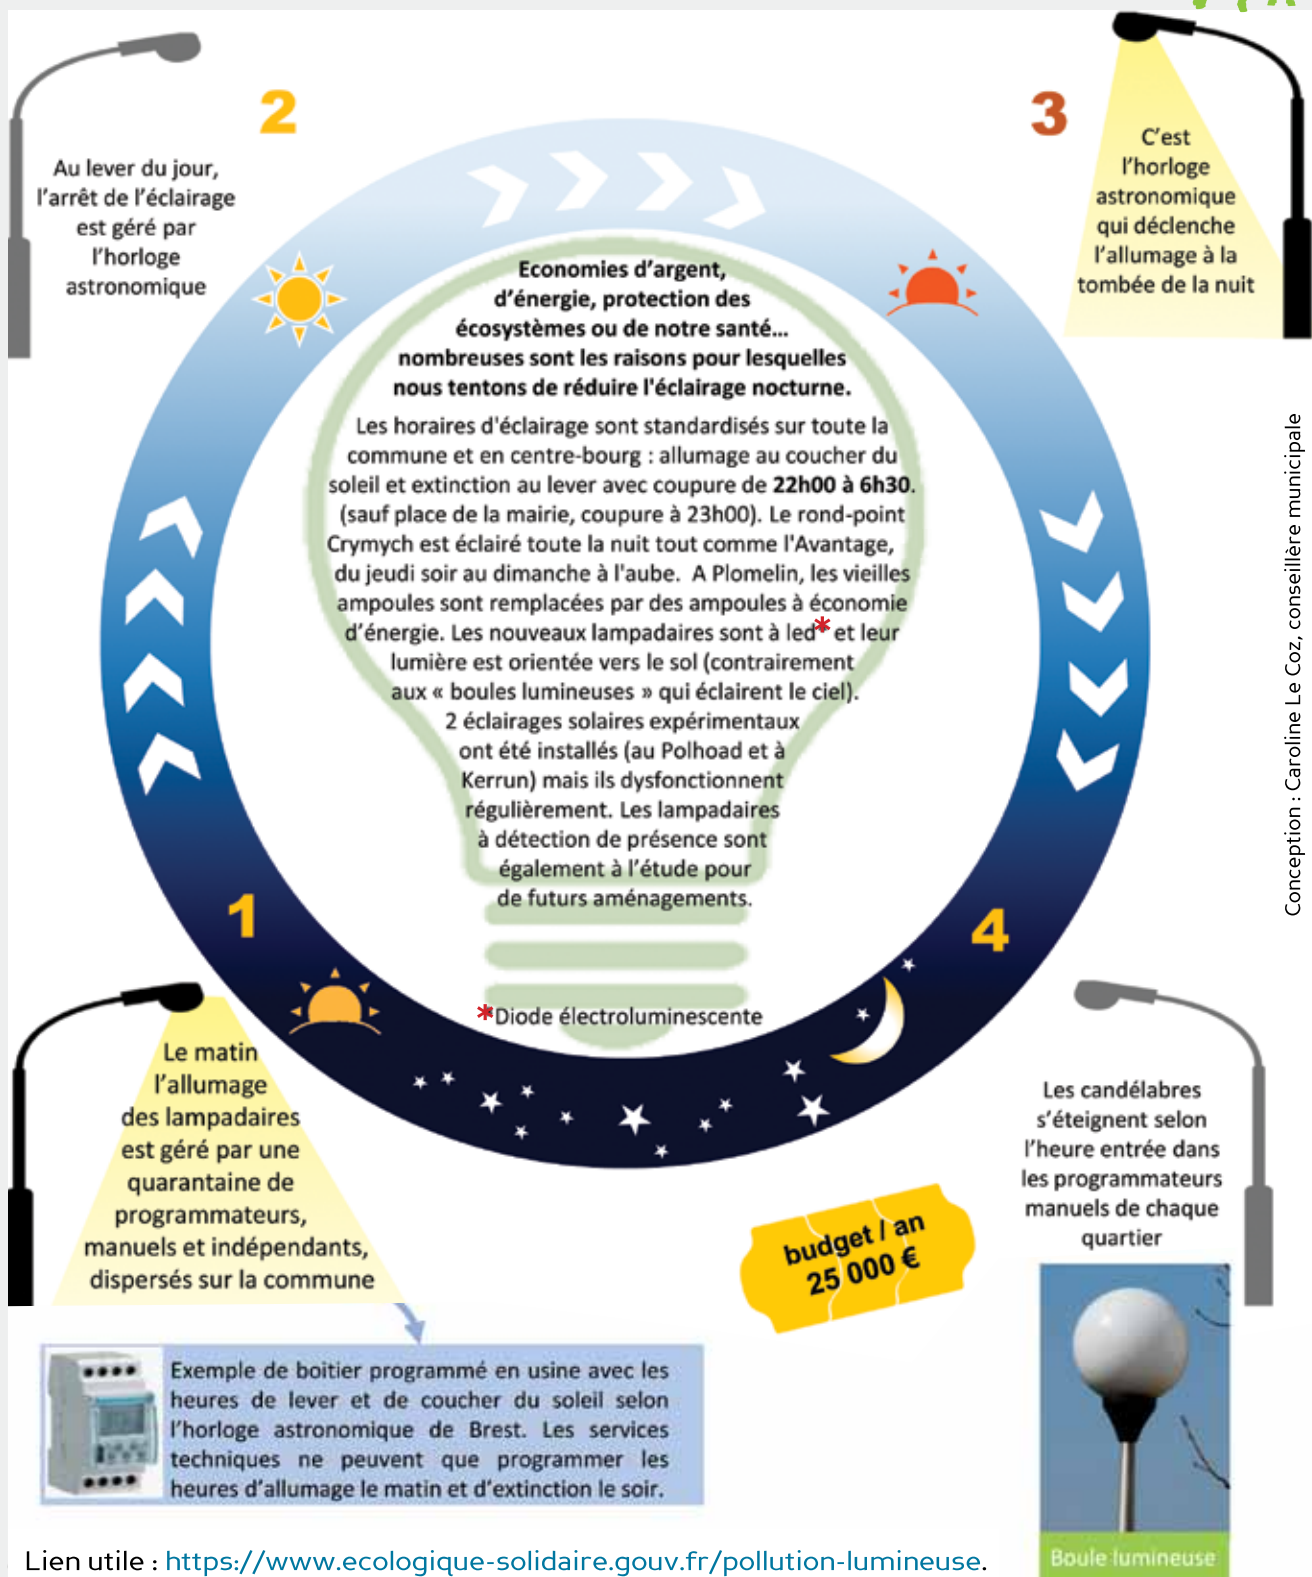 2
Au lever du jour,
l'arrêt de l'éclairage
est géré par
l'horloge
astronomique
3
C'est
l'horloge
astronomique
qui déclenche
l'allumage à la
tombée de la nuit
Economies d'argent,
d'énergie, protection des
écosystèmes ou de notre santé...
nombreuses sont les raisons pour lesquelles
nous tentons de réduire l'éclairage nocturne.
Les horaires d'éclairage sont standardisés sur toute la
commune et en centre-bourg : allumage au coucher du
soleil et extinction au lever avec coupure de 22h00 à 6h30.
(sauf place de la mairie, coupure à 23h00). Le rond-point
Crymych est éclairé toute la nuit tout comme l'Avantage,
du jeudi soir au dimanche à l'aube. A Plomelin, les vieilles
ampoules sont remplacées par des ampoules à économie
d'énergie. Les nouveaux lampadaires sont à led* et leur
lumière est orientée vers le sol (contrairement
aux « boules lumineuses » qui éclairent le ciel).
2 éclairages solaires expérimentaux
ont été installés (au Polhoad et à
Kerrun) mais ils dysfonctionnent
régulièrement. Les lampadaires
à détection de présence sont
également à l'étude pour
de futurs aménagements.
*Diode électroluminescente
Conception : Caroline Le Coz, conseillère municipale
1
Le matin
l'allumage
des lampadaires
est géré par une
quarantaine de
programmateurs,
manuels et indépendants,
dispersés sur la commune
4
Les candélabres
s'éteignent selon
l'heure entrée dans
les programmateurs
manuels de chaque
quartier
budget / an
25 000 €
Exemple de boitier programmé en usine avec les
heures de lever et de coucher du soleil selon
l'horloge astronomique de Brest. Les services
techniques ne peuvent que programmer les
heures d'allumage le matin et d'extinction le soir.
Boule lumineuse
Lien utile : https://www.ecologique-solidaire.gouv.fr/pollution-lumineuse.